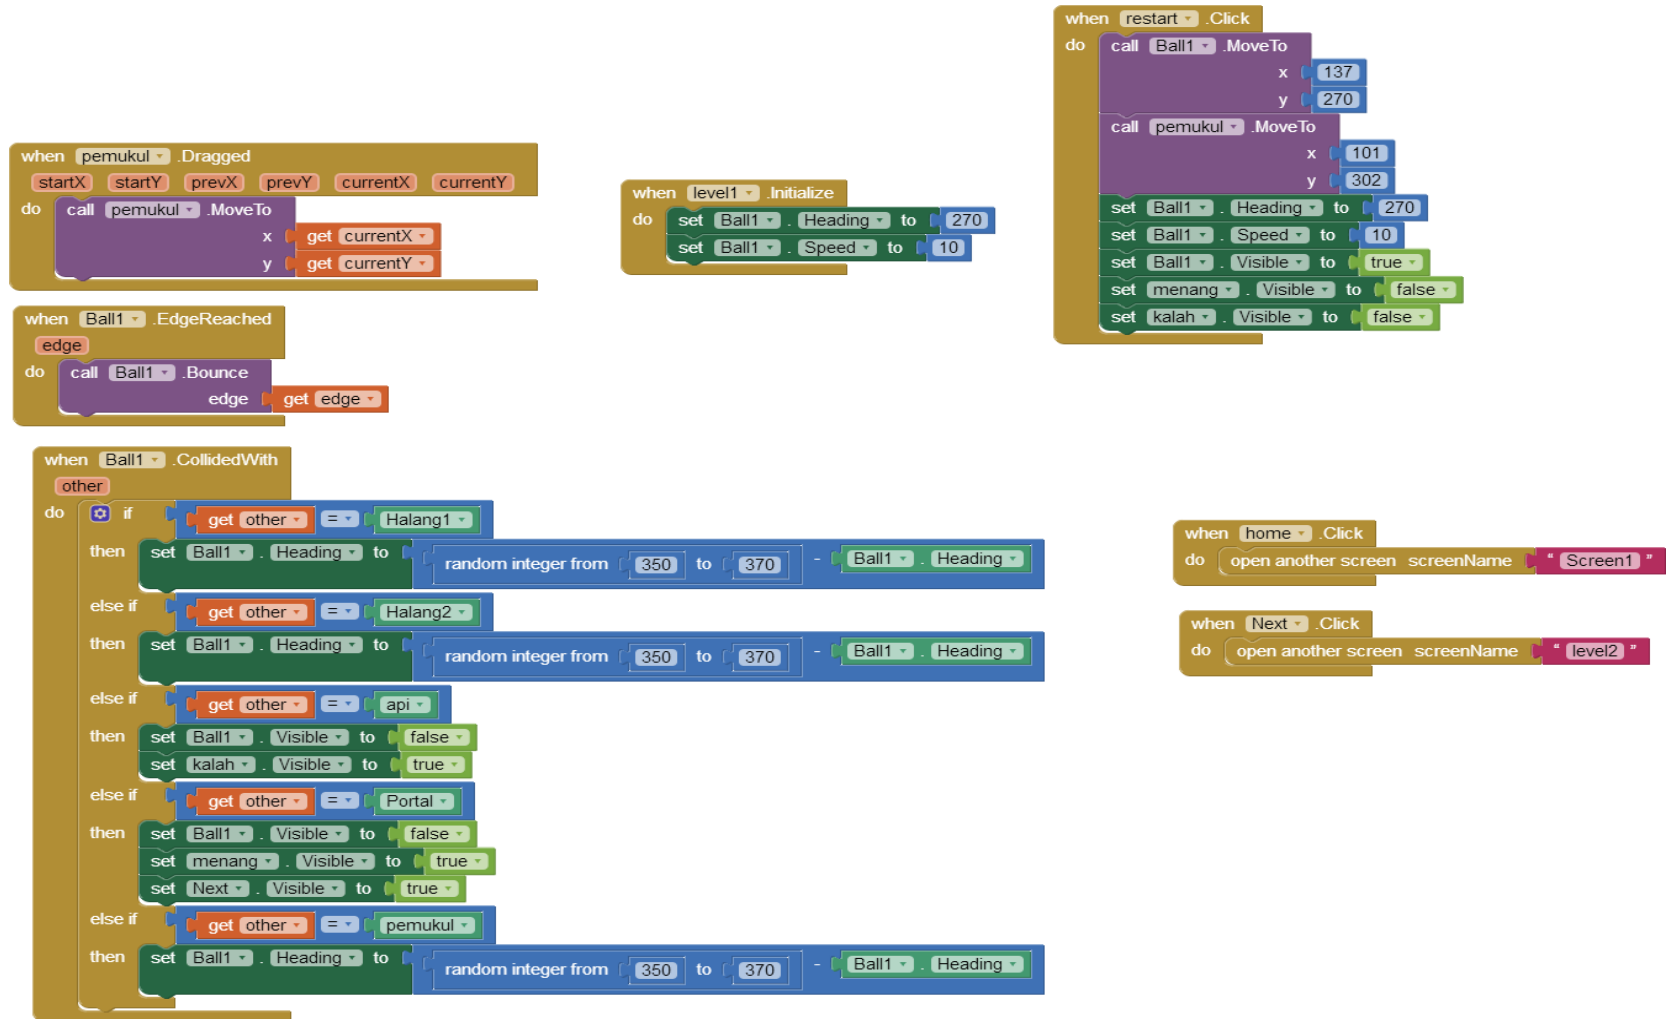 when pemukul .Dragged
startX startY prevX prevY currentX currentY
do call pemukul .MoveTo
x get currentX
y get currentY
when Ball1 .EdgeReached
edge
do call Ball1 .Bounce
edge get edge
when level1 .Initialize
do set Ball1 . Heading to 270
set Ball1 . Speed to 10
when restart .Click
do call Ball1 .MoveTo
x 137
y 270
call pemukul .MoveTo
x 101
y 302
set Ball1 . Heading to 270
set Ball1 . Speed to 10
set Ball1 . Visible to true
set menang . Visible to false
set kalah . Visible to false
when Ball1 .CollidedWith
other
do if get other = Halang1
then set Ball1 . Heading to random integer from 350 to 370 - Ball1 . Heading
else if get other = Halang2
then set Ball1 . Heading to random integer from 350 to 370 - Ball1 . Heading
else if get other = api
then set Ball1 . Visible to false
set kalah . Visible to true
else if get other = Portal
then set Ball1 . Visible to false
set menang . Visible to true
set Next . Visible to true
else if get other = pemukul
then set Ball1 . Heading to random integer from 350 to 370 - Ball1 . Heading
when home .Click
do open another screen screenName “ Screen1 ”
when Next .Click
do open another screen screenName “ level2 ”